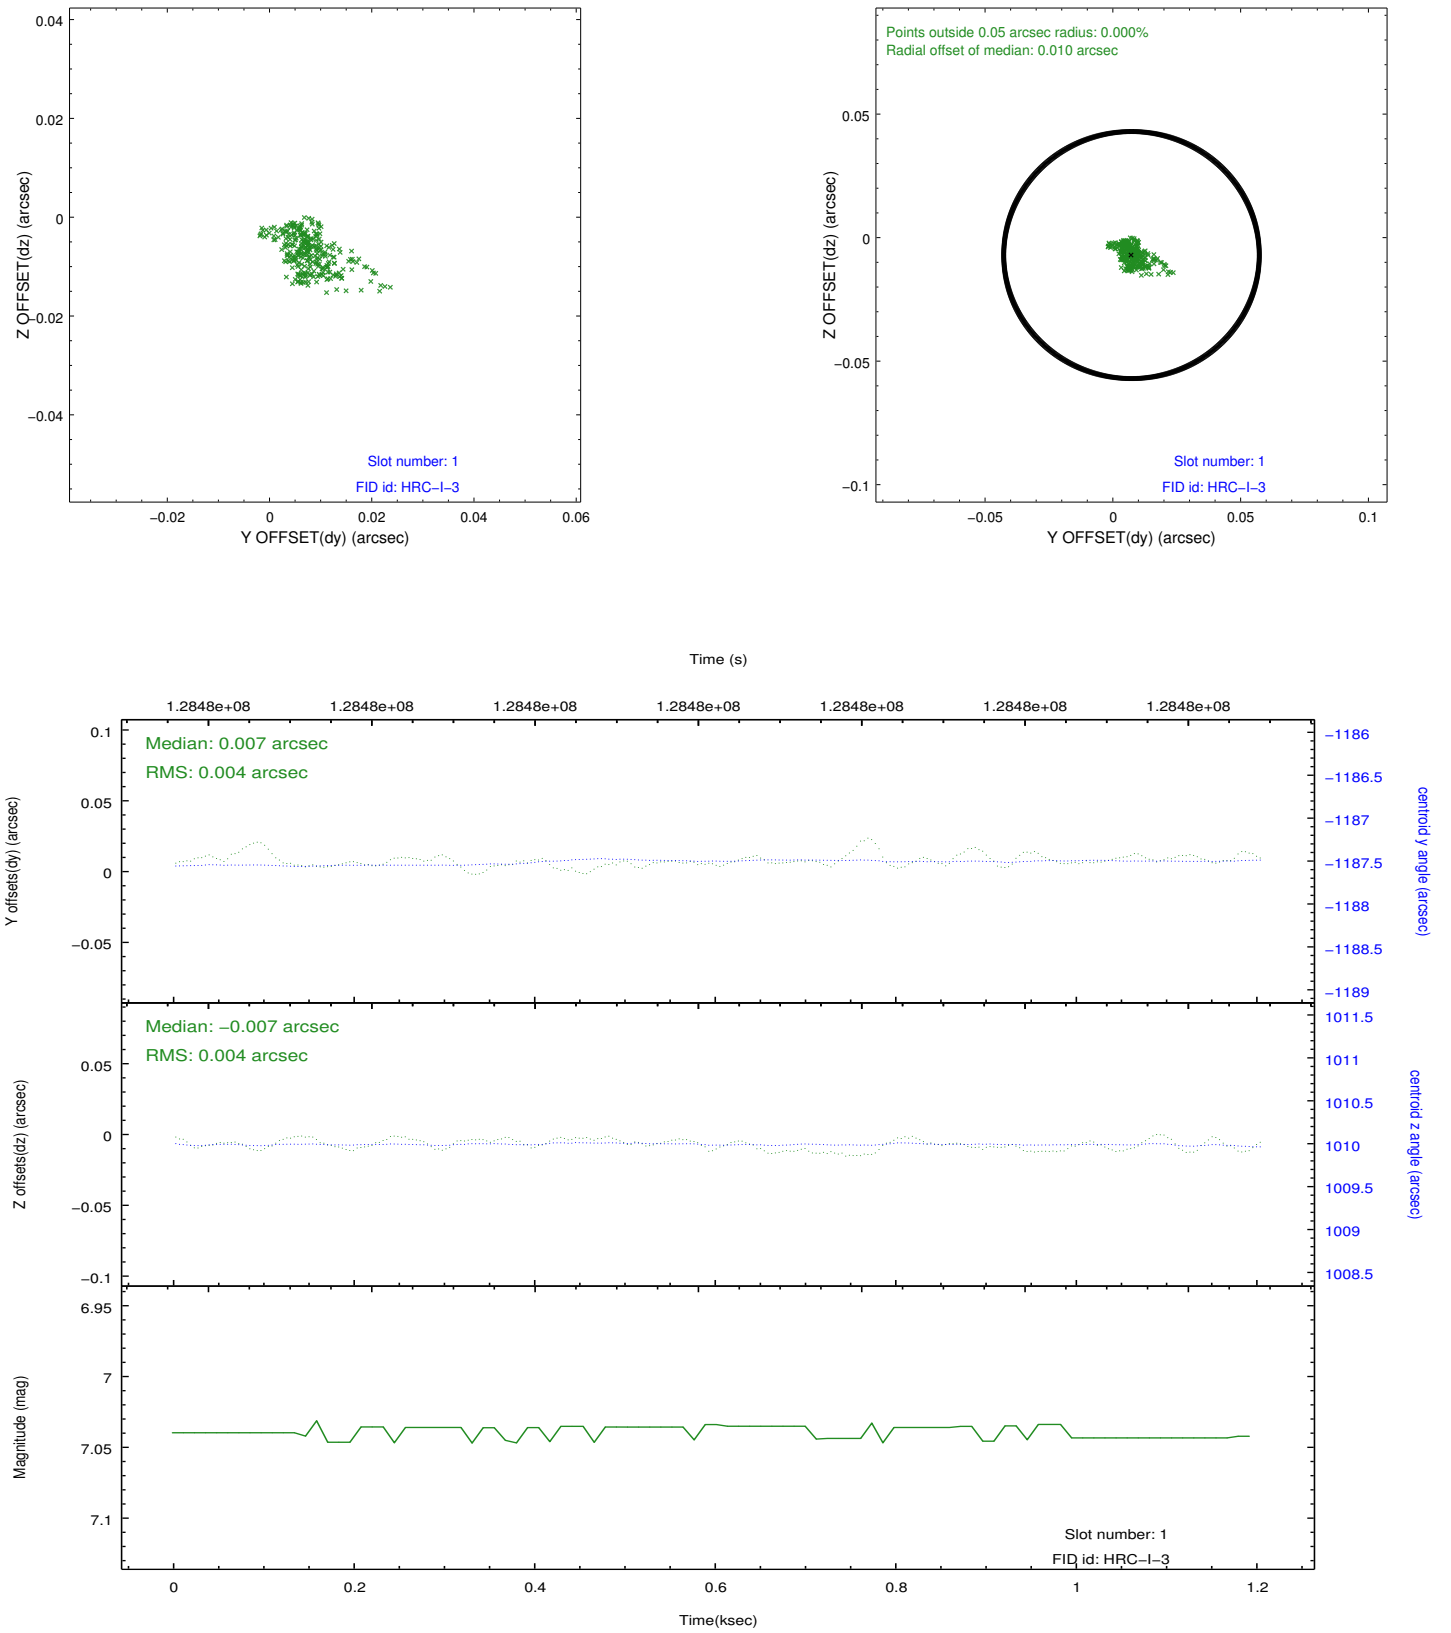 0.04
0.02
0
−0.02
−0.04
Z OFFSET(dz) (arcsec)
Slot number: 1
FID id: HRC−I−3
−0.02 0 0.02 0.04 0.06
Y OFFSET(dy) (arcsec)
Points outside 0.05 arcsec radius: 0.000%
Radial offset of median: 0.010 arcsec
0.05
0
−0.05
−0.1
Z OFFSET(dz) (arcsec)
Slot number: 1
FID id: HRC−I−3
−0.05 0 0.05 0.1
Y OFFSET(dy) (arcsec)
Time (s)
1.2848e+08 1.2848e+08 1.2848e+08 1.2848e+08 1.2848e+08 1.2848e+08 1.2848e+08
Median: 0.007 arcsec
RMS: 0.004 arcsec
0.1
0.05
0
−0.05
Y offsets(dy) (arcsec)
−1186
−1186.5
−1187
−1187.5
−1188
−1188.5
−1189
centroid y angle (arcsec)
Median: −0.007 arcsec
RMS: 0.004 arcsec
0.05
0
−0.05
−0.1
Z offsets(dz) (arcsec)
1011.5
1011
1010.5
1010
1009.5
1009
1008.5
centroid z angle (arcsec)
6.95
7
7.05
7.1
Magnitude (mag)
Slot number: 1
FID id: HRC−I−3
0 0.2 0.4 0.6 0.8 1 1.2
Time(ksec)